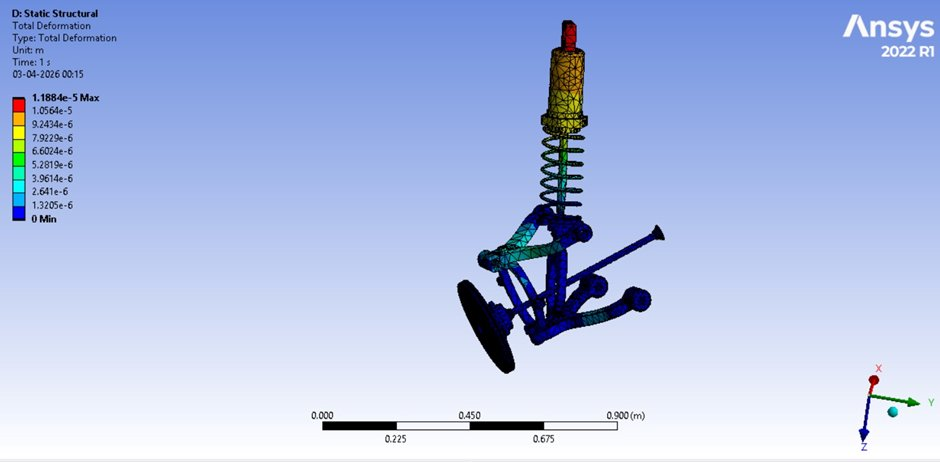 D: Static Structural
Total Deformation
Type: Total Deformation
Unit: m
Time: 1 s
03-04-2026 00:15
1.1884e-5 Max
1.0564e-5
9.2434e-6
7.9229e-6
6.6024e-6
5.2819e-6
3.9614e-6
2.641e-6
1.3205e-6
0 Min
Ansys
2022 R1
0.000 0.450 0.900 (m)
0.225 0.675
X
Y
Z